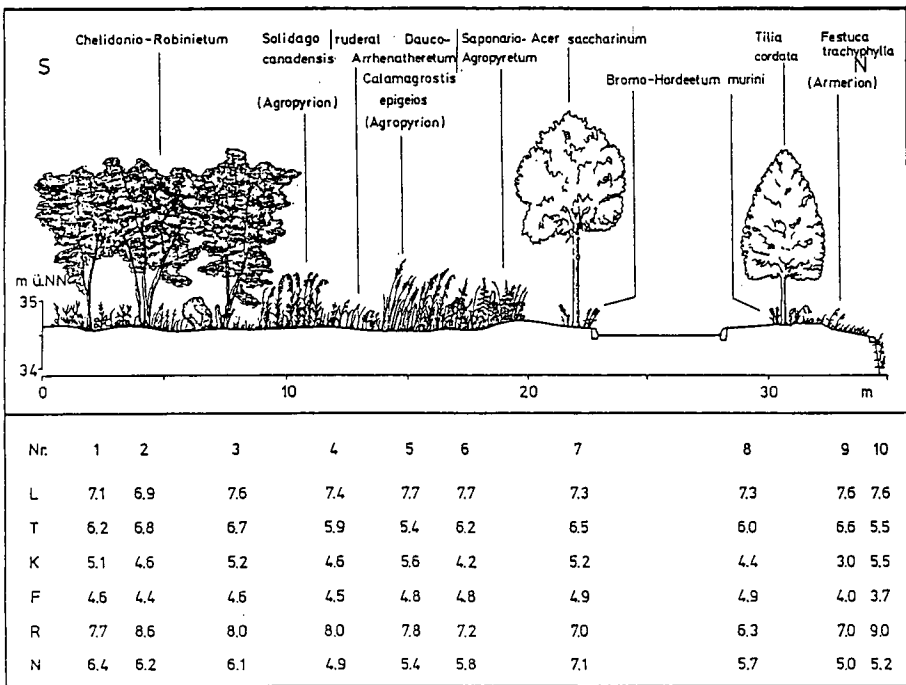 Chelidonio-Robinietum Solidago ruderal Dauco- Saponario- Acer saccharinum Tilia Festuca
S canadensis Arrhenatheretum Agropyretum cordata trachyphylla
N
Calamagrostis Bromo-Hordeetum murini (Armerion)
(Agropyrion) epigeios
(Agropyrion)
m ü.NN
35
34
0 10 20 30 m
Nr. 1 2 3 4 5 6 7 8 9 10
L 7.1 6.9 7.6 7.4 7.7 7.7 7.3 7.3 7.6 7.6
T 6.2 6.8 6.7 5.9 5.4 6.2 6.5 6.0 6.6 5.5
K 5.1 4.6 5.2 4.6 5.6 4.2 5.2 4.4 3.0 5.5
F 4.6 4.4 4.6 4.5 4.8 4.8 4.9 4.9 4.0 3.7
R 7.7 8.6 8.0 8.0 7.8 7.2 7.0 6.3 7.0 9.0
N 6.4 6.2 6.1 4.9 5.4 5.8 7.1 5.7 5.0 5.2